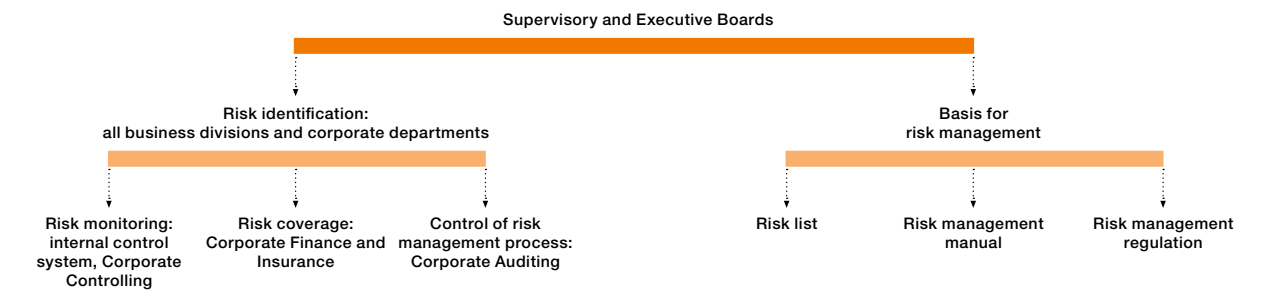 Supervisory and Executive Boards
Risk identification:
all business divisions and corporate departments
Basis for
risk management
Risk monitoring:
internal control
system, Corporate
Controlling
Risk coverage:
Corporate Finance and
Insurance
Control of risk
management process:
Corporate Auditing
Risk list
Risk management
manual
Risk management
regulation